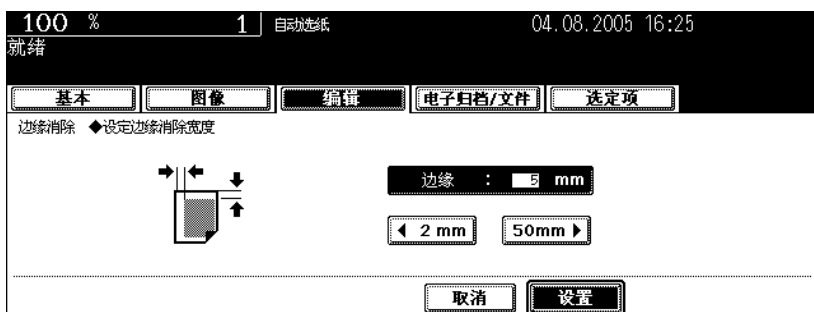 100 % 1 自动选纸 04.08.2005 16:25
就绪
基本 图像 编辑 电子归档/文件 选定项
边缘消除 ◆设定边缘消除宽度
边缘 : 5 mm
◀ 2 mm 50mm ▶
取消 设置